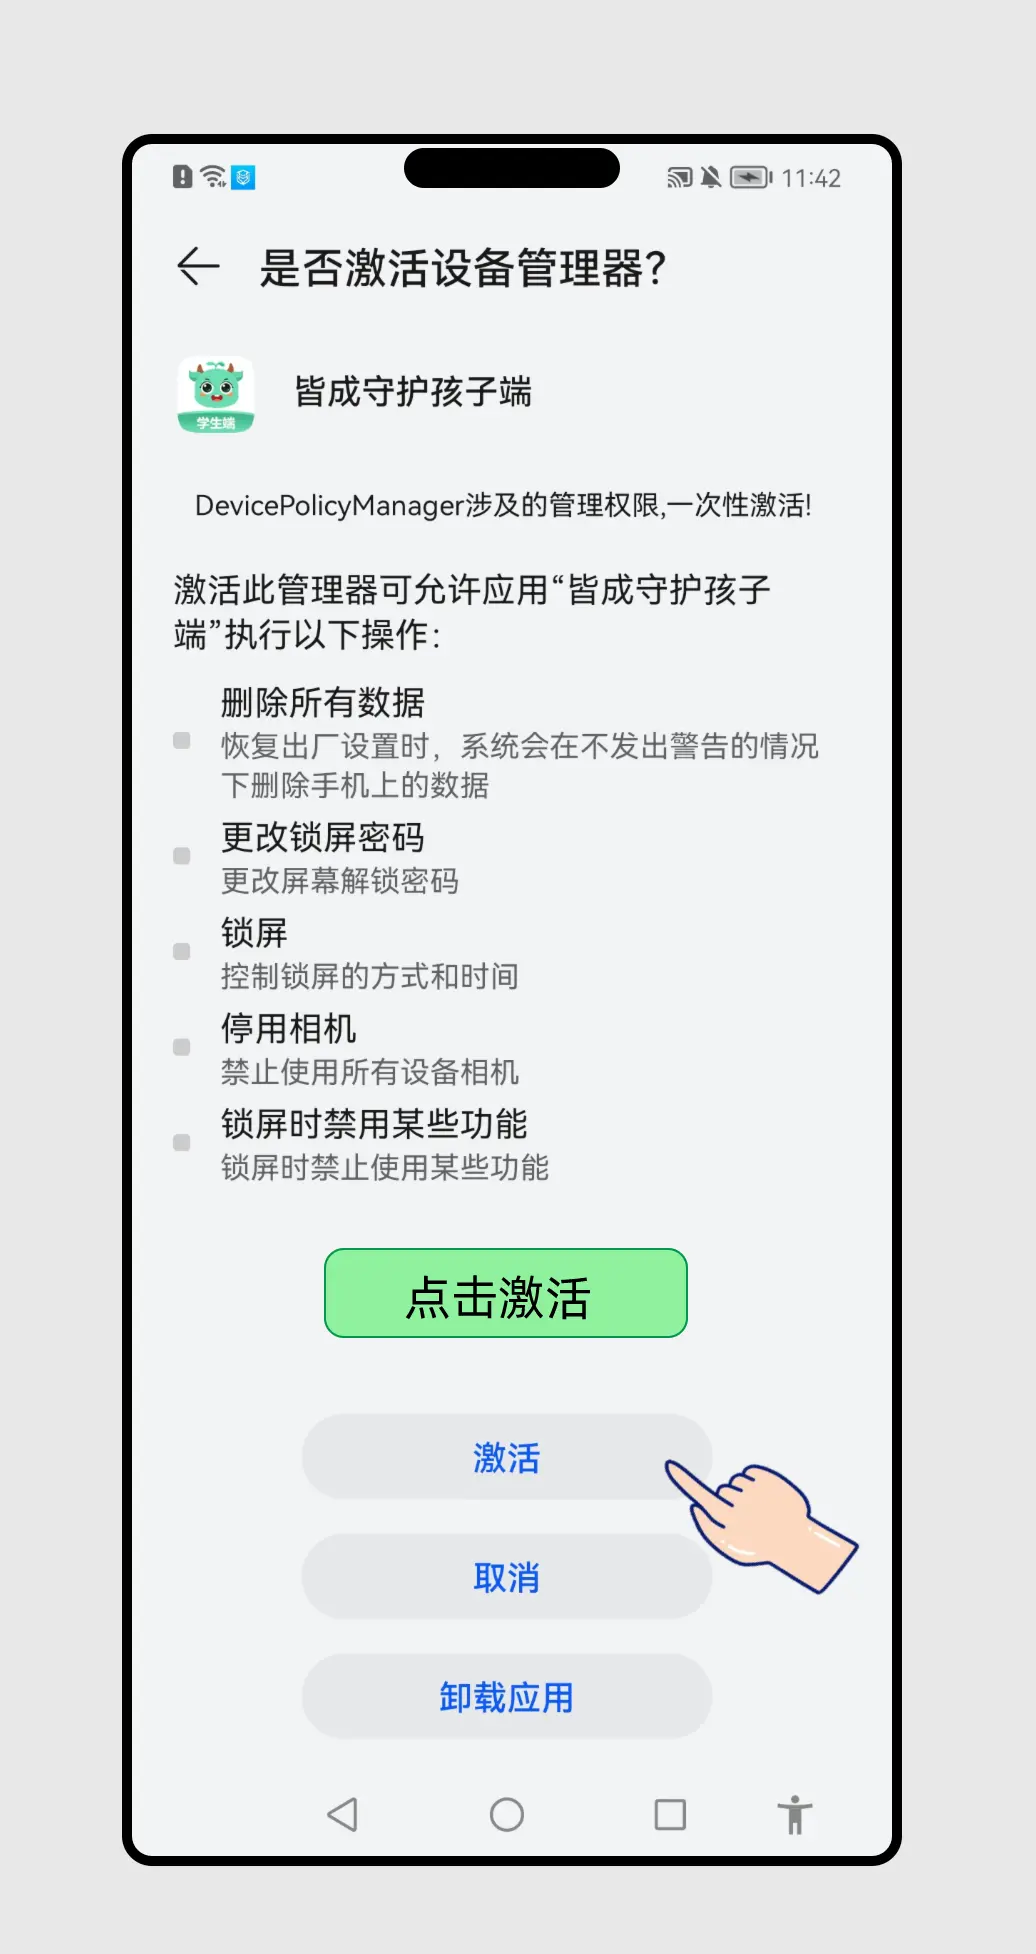 11:42
是否激活设备管理器？
学生端
皆成守护孩子端
DevicePolicyManager涉及的管理权限,一次性激活!
激活此管理器可允许应用“皆成守护孩子
端”执行以下操作：
删除所有数据
恢复出厂设置时，系统会在不发出警告的情况
下删除手机上的数据
更改锁屏密码
更改屏幕解锁密码
锁屏
控制锁屏的方式和时间
停用相机
禁止使用所有设备相机
锁屏时禁用某些功能
锁屏时禁止使用某些功能
点击激活
激活
取消
卸载应用